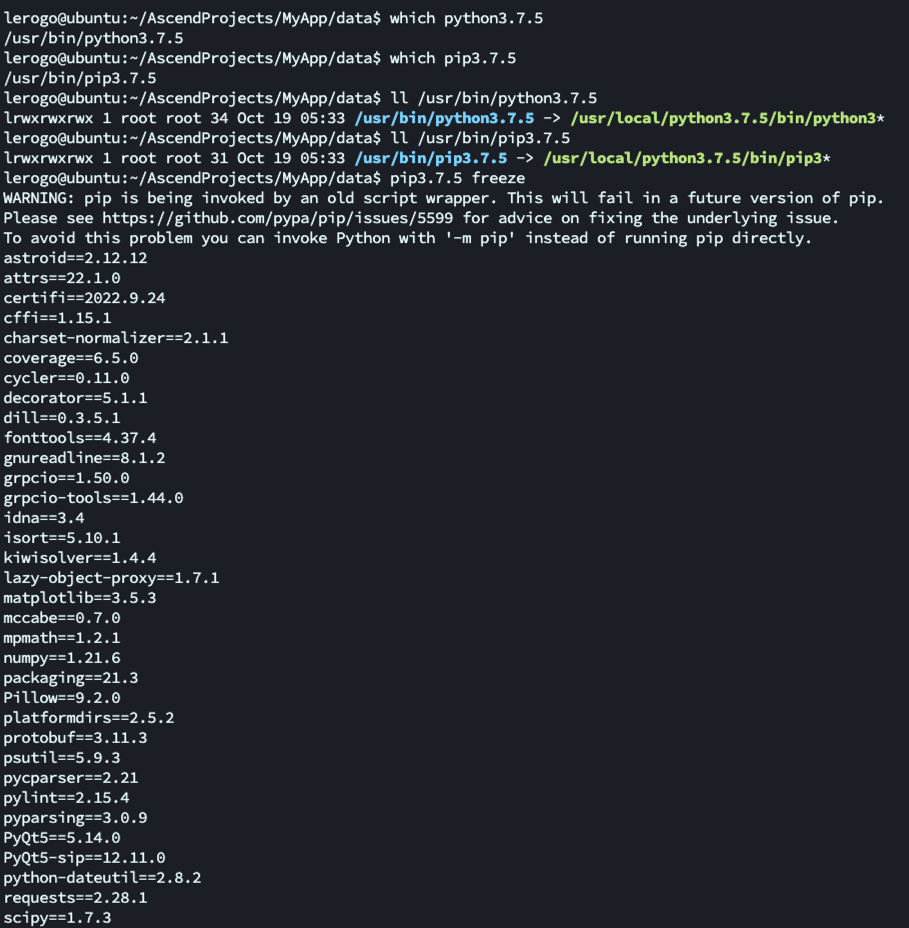 lerogo@ubuntu:~/AscendProjects/MyApp/data$ which python3.7.5
/usr/bin/python3.7.5
lerogo@ubuntu:~/AscendProjects/MyApp/data$ which pip3.7.5
/usr/bin/pip3.7.5
lerogo@ubuntu:~/AscendProjects/MyApp/data$ ll /usr/bin/python3.7.5
lrwxrwxrwx 1 root root 34 Oct 19 05:33 /usr/bin/python3.7.5 -> /usr/local/python3.7.5/bin/python3*
lerogo@ubuntu:~/AscendProjects/MyApp/data$ ll /usr/bin/pip3.7.5
lrwxrwxrwx 1 root root 31 Oct 19 05:33 /usr/bin/pip3.7.5 -> /usr/local/python3.7.5/bin/pip3*
lerogo@ubuntu:~/AscendProjects/MyApp/data$ pip3.7.5 freeze
WARNING: pip is being invoked by an old script wrapper. This will fail in a future version of pip.
Please see https://github.com/pypa/pip/issues/5599 for advice on fixing the underlying issue.
To avoid this problem you can invoke Python with '-m pip' instead of running pip directly.
astroid==2.12.12
attrs==22.1.0
certifi==2022.9.24
cffi==1.15.1
charset-normalizer==2.1.1
coverage==6.5.0
cycler==0.11.0
decorator==5.1.1
dill==0.3.5.1
fonttools==4.37.4
gnureadline==8.1.2
grpcio==1.50.0
grpcio-tools==1.44.0
idna==3.4
isort==5.10.1
kiwisolver==1.4.4
lazy-object-proxy==1.7.1
matplotlib==3.5.3
mccabe==0.7.0
mpmath==1.2.1
numpy==1.21.6
packaging==21.3
Pillow==9.2.0
platformdirs==2.5.2
protobuf==3.11.3
psutil==5.9.3
pycparser==2.21
pylint==2.15.4
pyparsing==3.0.9
PyQt5==5.14.0
PyQt5-sip==12.11.0
python-dateutil==2.8.2
requests==2.28.1
scipy==1.7.3